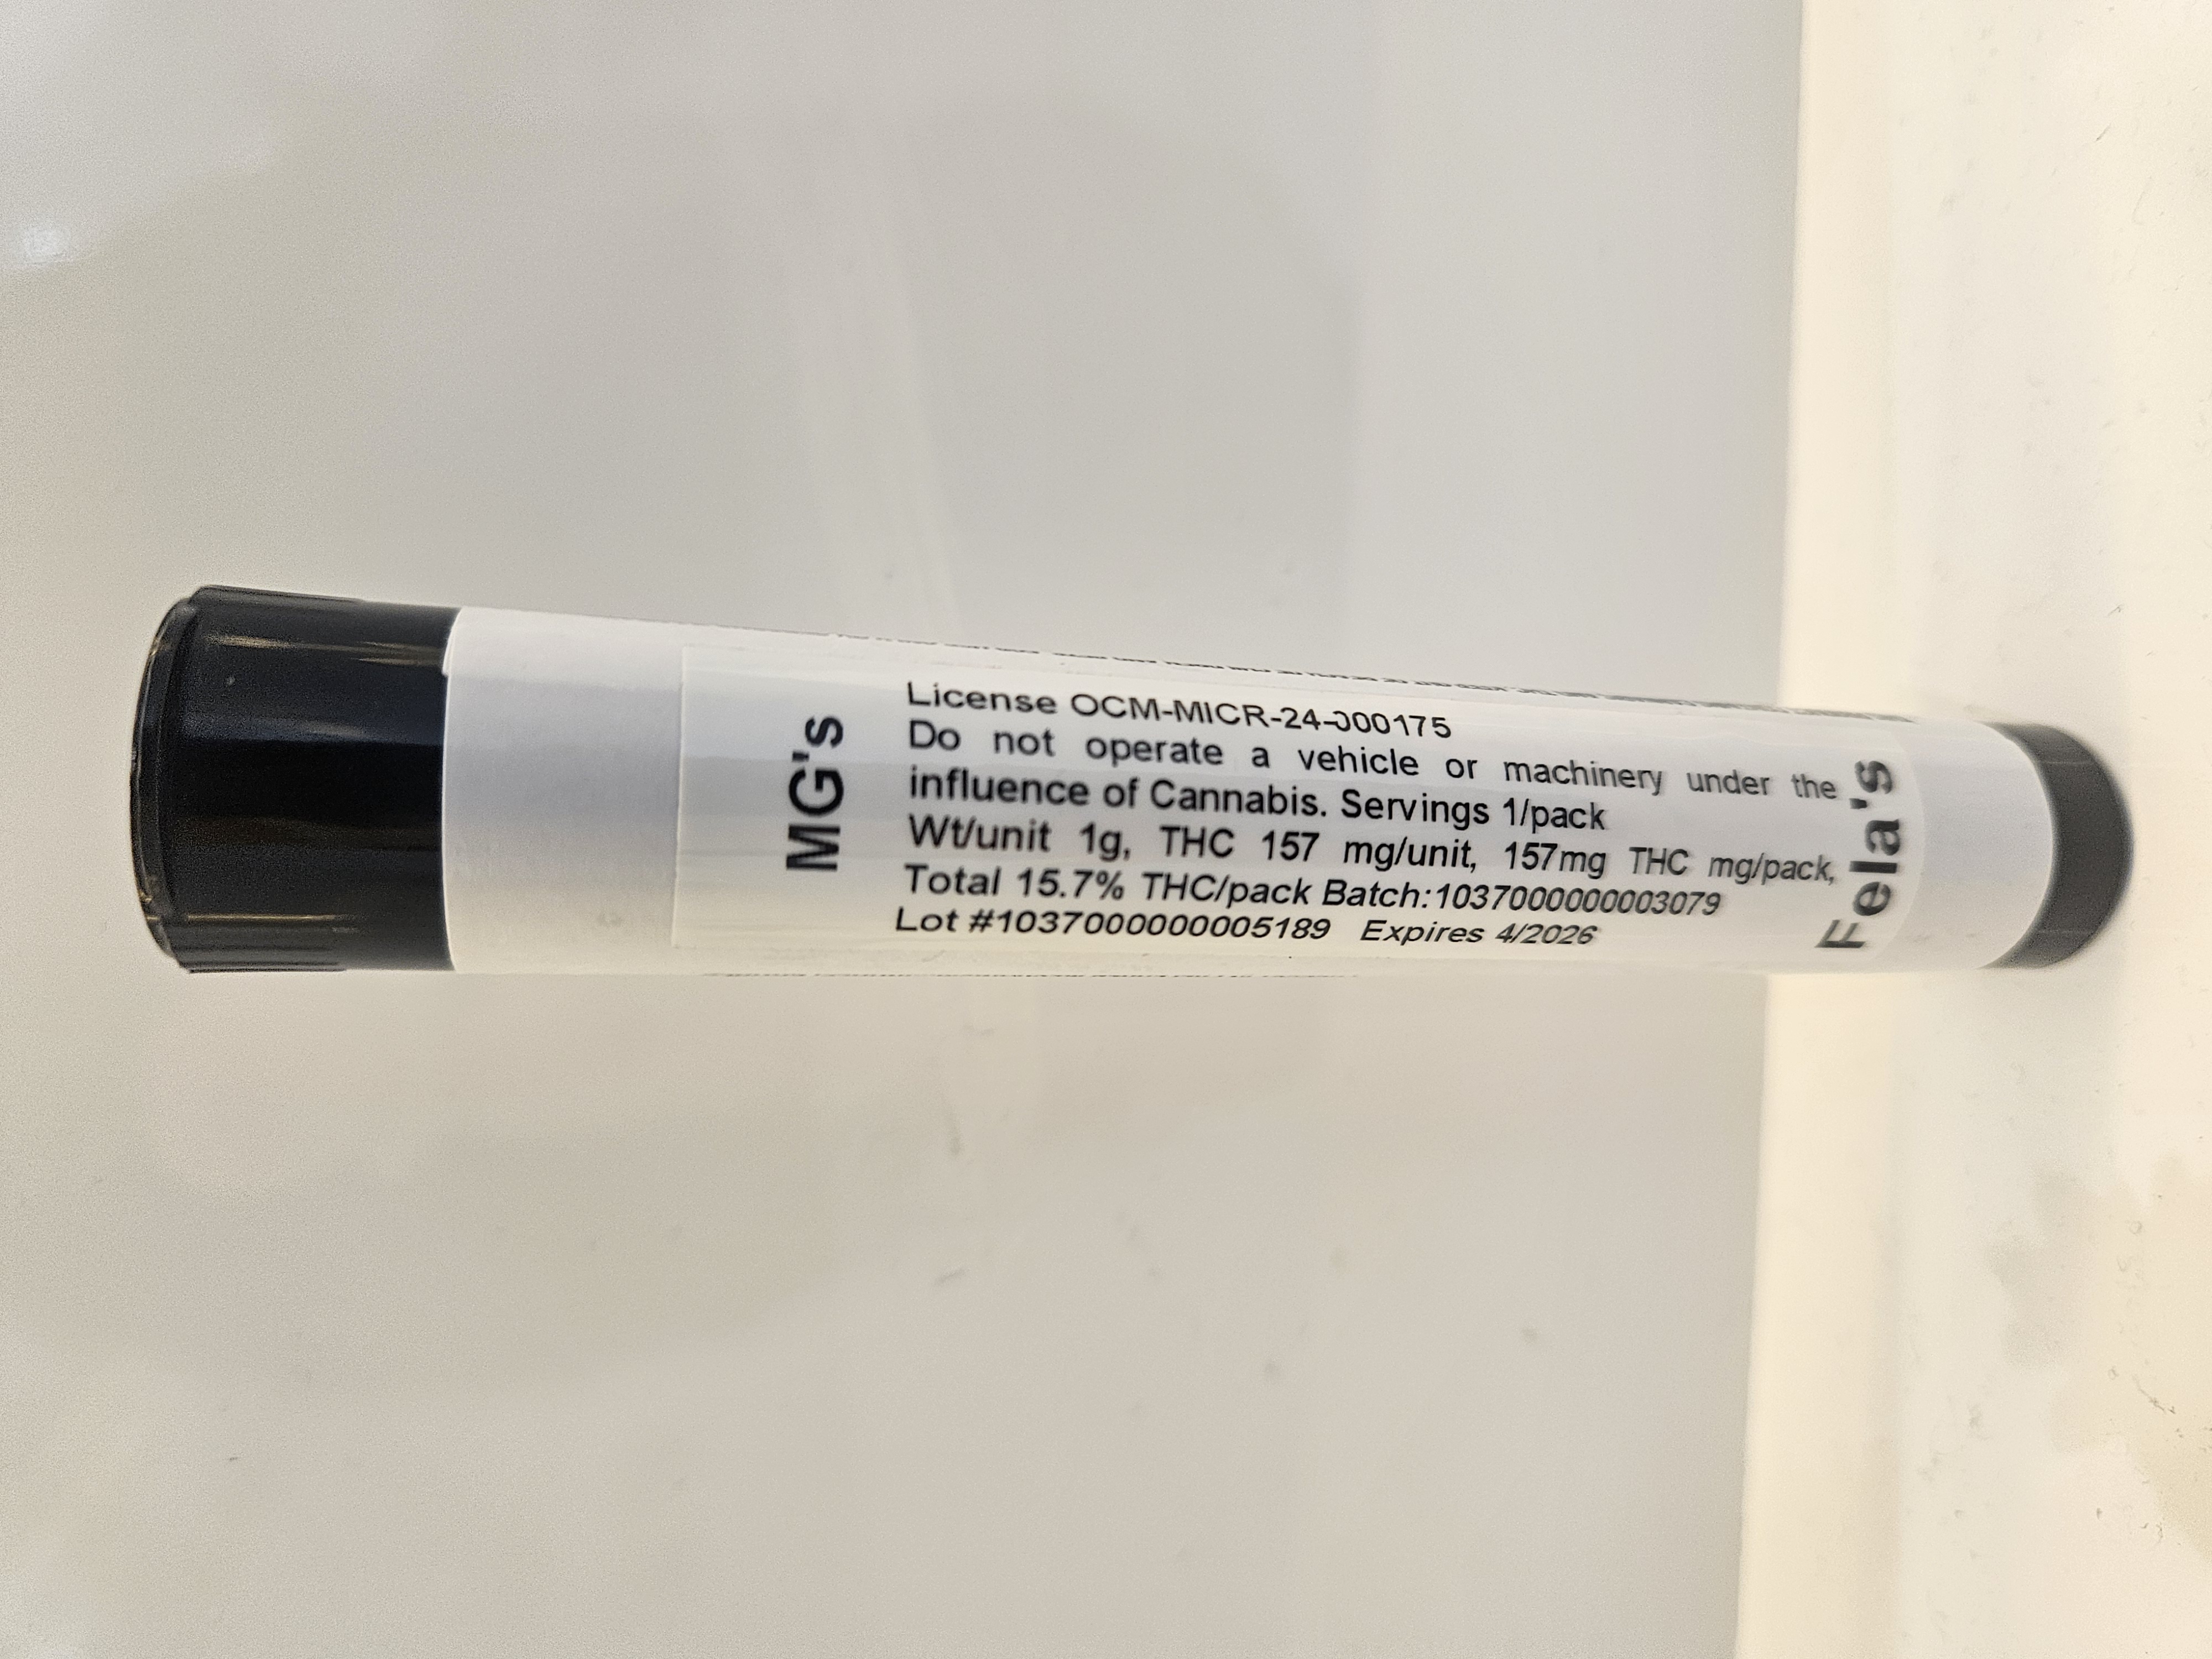 MG's
License OCM-MICR-24-000175
Do not operate a vehicle or machinery under the
influence of Cannabis. Servings 1/pack
Wt/unit 1g, THC 157 mg/unit, 157mg THC mg/pack,
Total 15.7% THC/pack Batch:1037000000003079
Lot #1037000000005189 Expires 4/2026
Fela's